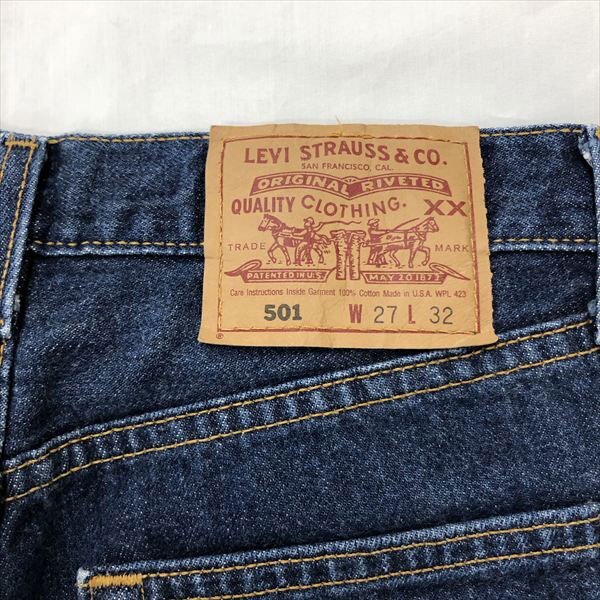 LEVI STRAUSS & CO.
SAN FRANCISCO, CAL.
ORIGINAL RIVETED
QUALITY CLOTHING. XX
TRADE MARK
PATENTED IN U.S. MAY 20 1873
Care Instructions Inside Garment 100% Cotton Made in U.S.A. WPL 423
501 W 27 L 32
®